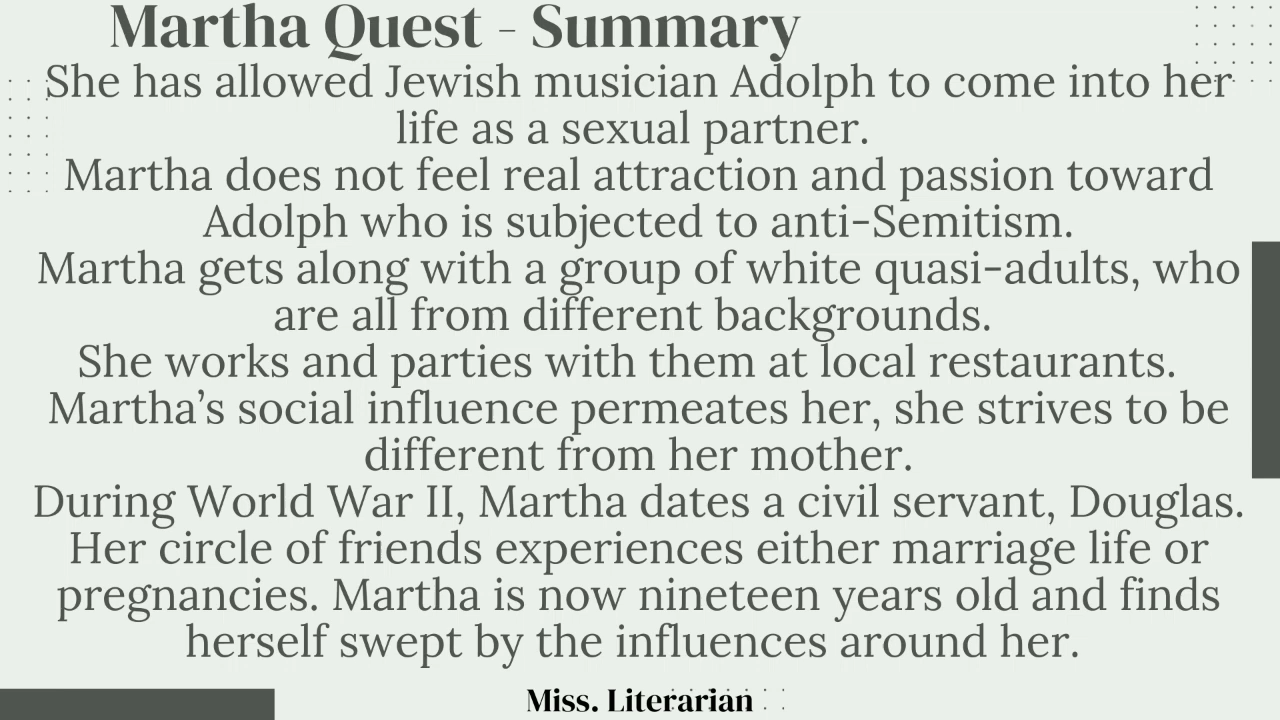 Martha Quest - Summary
She has allowed Jewish musician Adolph to come into her
life as a sexual partner.
Martha does not feel real attraction and passion toward
Adolph who is subjected to anti-Semitism.
Martha gets along with a group of white quasi-adults, who
are all from different backgrounds.
She works and parties with them at local restaurants.
Martha’s social influence permeates her, she strives to be
different from her mother.
During World War II, Martha dates a civil servant, Douglas.
Her circle of friends experiences either marriage life or
pregnancies. Martha is now nineteen years old and finds
herself swept by the influences around her.
Miss. Literarian